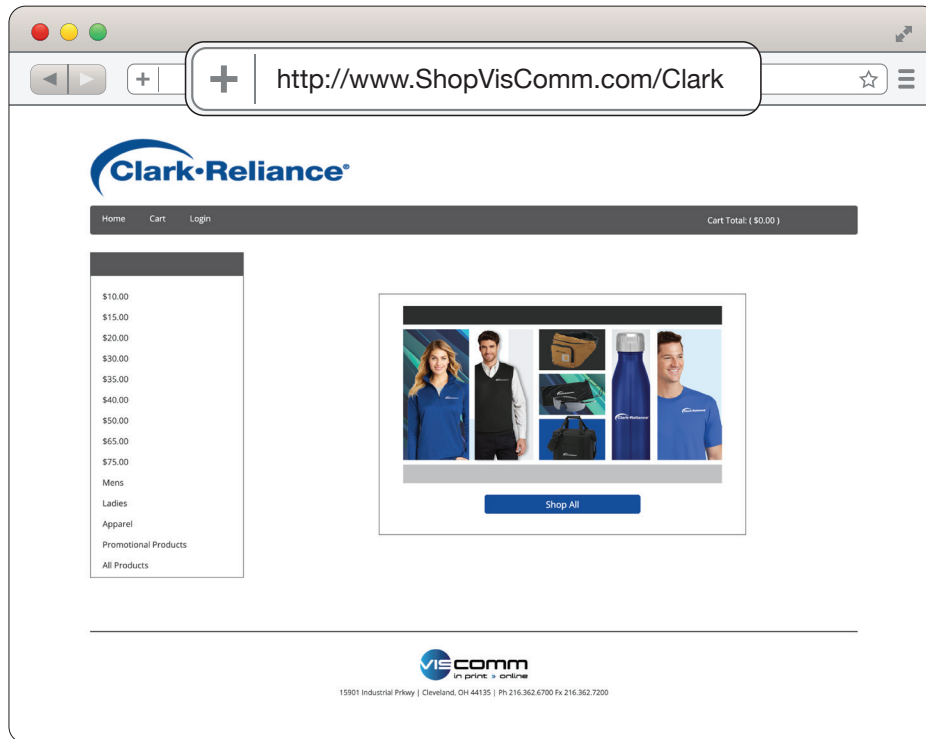 http://www.ShopVisComm.com/Clark
Clark·Reliance®
Home Cart Login Cart Total: ( $0.00 )
$10.00
$15.00
$20.00
$30.00
$35.00
$40.00
$50.00
$65.00
$75.00
Mens
Ladies
Apparel
Promotional Products
All Products
Clark·Reliance
Shop All
viscomm
in print » online
15901 Industrial Prkwy | Cleveland, OH 44135 | Ph 216.362.6700 Fx 216.362.7200